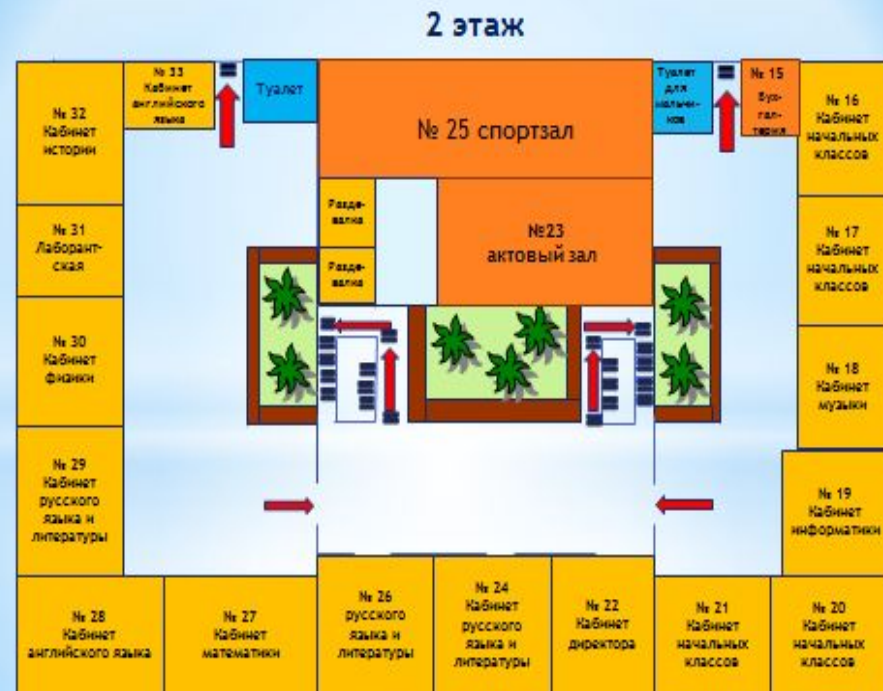 2 этаж
№ 32
Кабинет
истории
№ 33
Кабинет
английского
языка
Туалет
№ 25 спортзал
Туалет
для
мальчи-
ков
№ 15
Бух-
гал-
терия
№ 16
Кабинет
начальных
классов
№ 31
Лаборант-
ская
Разде-
валка
Разде-
валка
№23
актовый зал
№ 17
Кабинет
начальных
классов
№ 30
Кабинет
физики
№ 18
Кабинет
музыки
№ 29
Кабинет
русского
языка и
литературы
№ 19
Кабинет
информатики
№ 28
Кабинет
английского языка
№ 27
Кабинет
математики
№ 26
русского
языка и
литературы
№ 24
Кабинет
русского
языка и
литературы
№ 22
Кабинет
директора
№ 21
Кабинет
начальных
классов
№ 20
Кабинет
начальных
классов